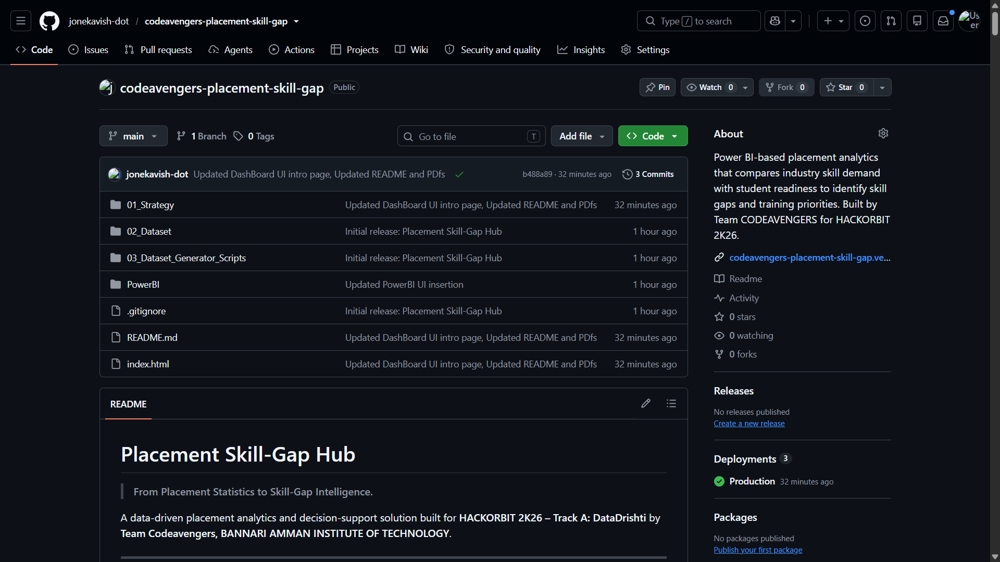 jonekavish-dot / codeavengers-placement-skill-gap
Type / to search
Code Issues Pull requests Agents Actions Projects Wiki Security and quality Insights Settings
codeavengers-placement-skill-gap Public
Pin Watch 0 Fork 0 Star 0
main 1 Branch 0 Tags
Go to file T
Add file
Code
jonekavish-dot Updated DashBoard UI intro page, Updated README and PDfs b488a89 · 32 minutes ago 3 Commits
01_Strategy Updated DashBoard UI intro page, Updated README and PDfs 32 minutes ago
02_Dataset Initial release: Placement Skill-Gap Hub 1 hour ago
03_Dataset_Generator_Scripts Initial release: Placement Skill-Gap Hub 1 hour ago
PowerBI Updated PowerBI UI insertion 1 hour ago
.gitignore Initial release: Placement Skill-Gap Hub 1 hour ago
README.md Updated DashBoard UI intro page, Updated README and PDfs 32 minutes ago
index.html Updated DashBoard UI intro page, Updated README and PDfs 32 minutes ago
README
Placement Skill-Gap Hub
From Placement Statistics to Skill-Gap Intelligence.
A data-driven placement analytics and decision-support solution built for HACKORBIT 2K26 – Track A: DataDrishti by
Team Codeavengers, BANNARI AMMAN INSTITUTE OF TECHNOLOGY.
About
Power BI-based placement analytics
that compares industry skill demand
with student readiness to identify skill
gaps and training priorities. Built by
Team CODEAVENGERS for HACKORBIT
2K26.
codeavengers-placement-skill-gap.ve...
Readme
Activity
0 stars
0 watching
0 forks
Releases
No releases published
Create a new release
Deployments 3
Production 32 minutes ago
Packages
No packages published
Publish your first package